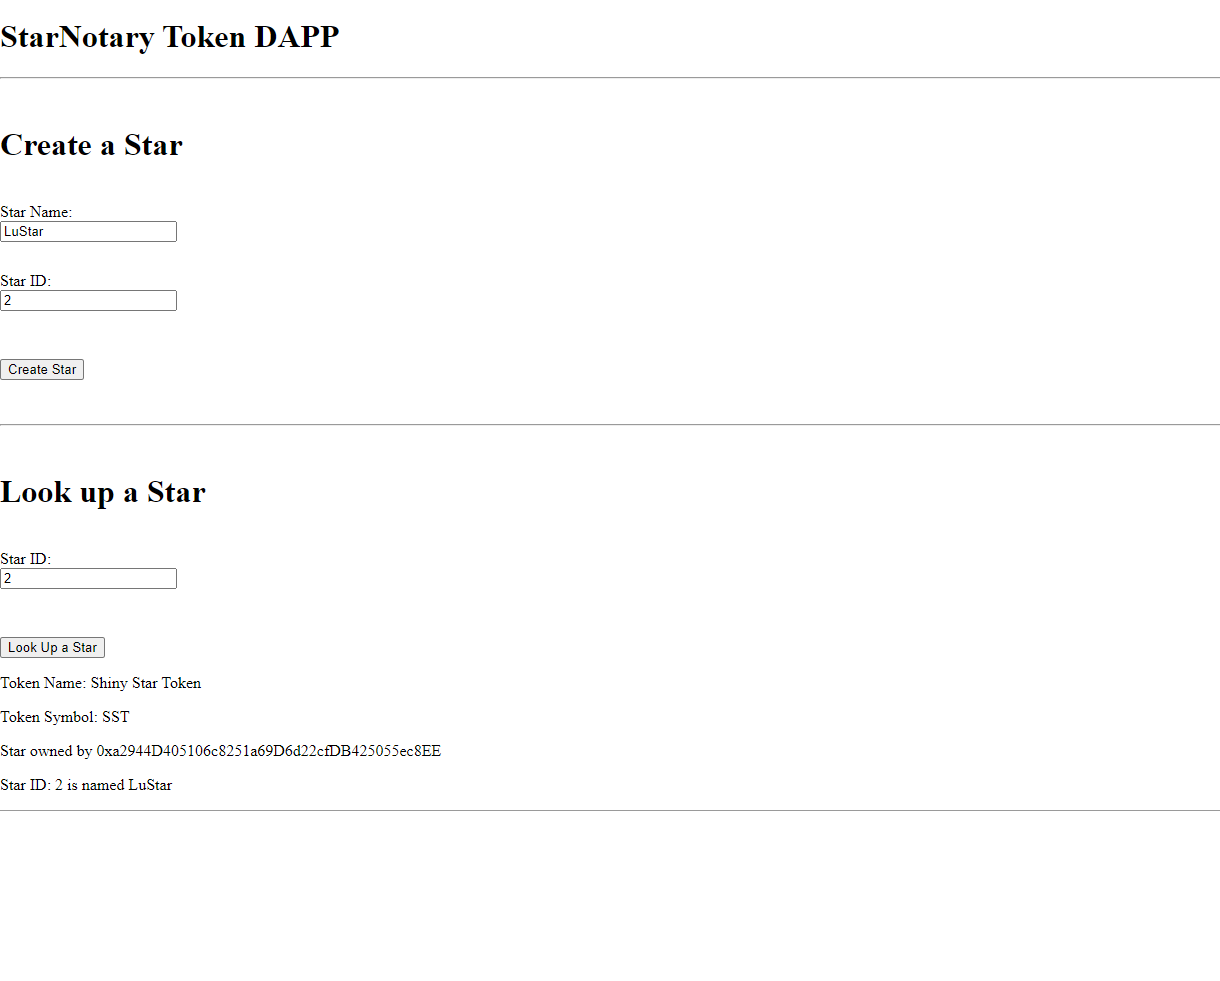 StarNotary Token DAPP
Create a Star
Star Name:
LuStar
Star ID:
2
Create Star
Look up a Star
Star ID:
2
Look Up a Star
Token Name: Shiny Star Token
Token Symbol: SST
Star owned by 0xa2944D405106c8251a69D6d22cfDB425055ec8EE
Star ID: 2 is named LuStar